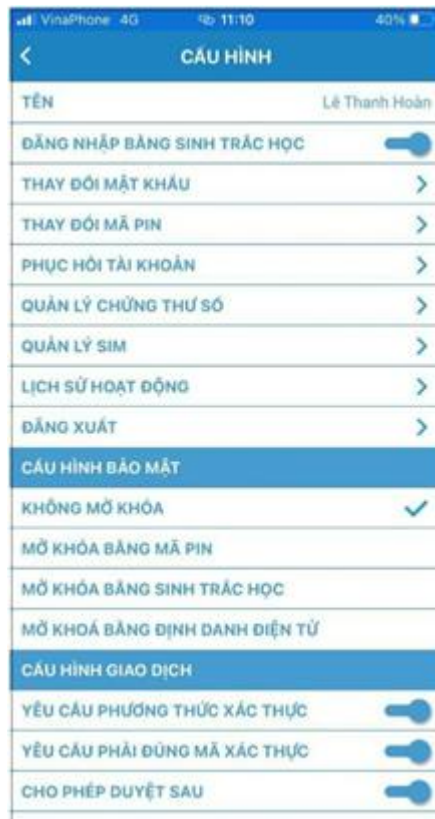 VinaPhone 4G 11:10 40%
CẤU HÌNH
TÊN Lê Thanh Hoàn
ĐĂNG NHẬP BẰNG SINH TRẮC HỌC
THAY ĐỔI MẬT KHẨU
THAY ĐỔI MÃ PIN
PHỤC HỒI TÀI KHOẢN
QUẢN LÝ CHỨNG THƯ SỐ
QUẢN LÝ SIM
LỊCH SỬ HOẠT ĐỘNG
ĐĂNG XUẤT
CẤU HÌNH BẢO MẬT
KHÔNG MỞ KHÓA
MỞ KHÓA BẰNG MÃ PIN
MỞ KHÓA BẰNG SINH TRẮC HỌC
MỞ KHOÁ BẰNG ĐỊNH DANH ĐIỆN TỬ
CẤU HÌNH GIAO DỊCH
YÊU CẦU PHƯƠNG THỨC XÁC THỰC
YÊU CẦU PHẢI ĐÚNG MÃ XÁC THỰC
CHO PHÉP DUYỆT SAU